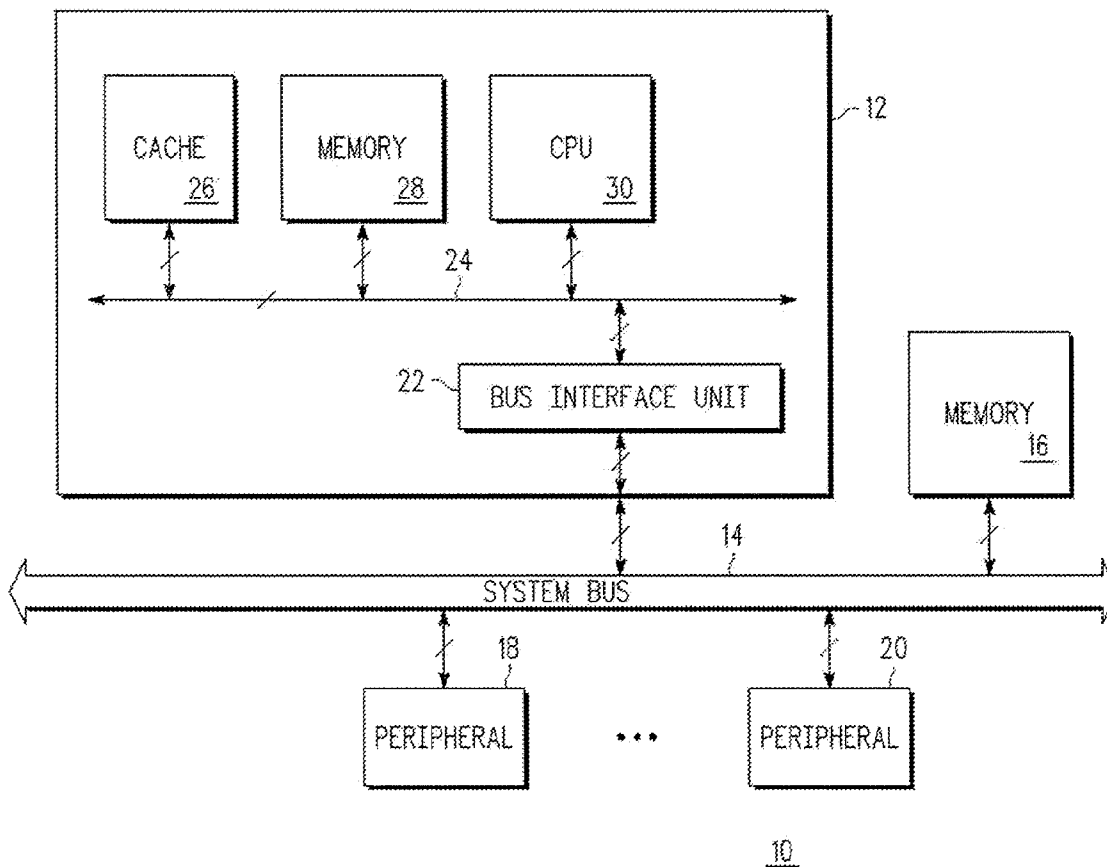 12
CACHE
26
MEMORY
28
CPU
30
24
22
BUS INTERFACE UNIT
MEMORY
16
14
SYSTEM BUS
18
PERIPHERAL
...
20
PERIPHERAL
10